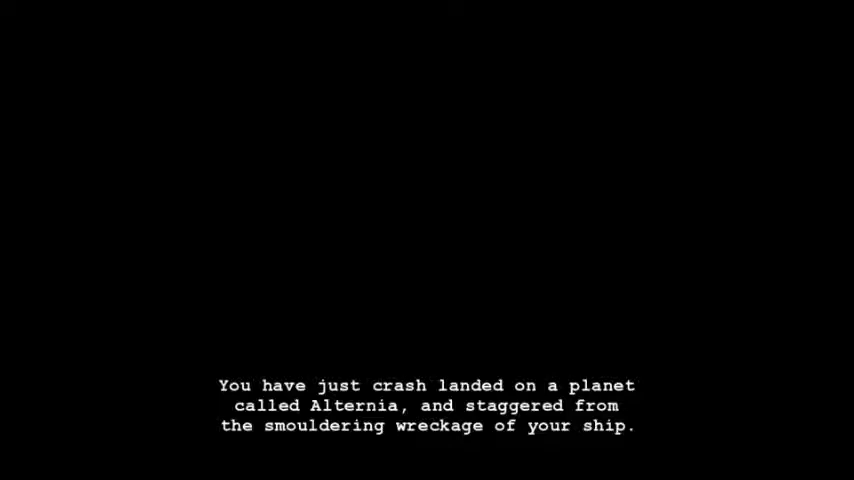 You have just crash landed on a planet
called Alternia, and staggered from
the smouldering wreckage of your ship.